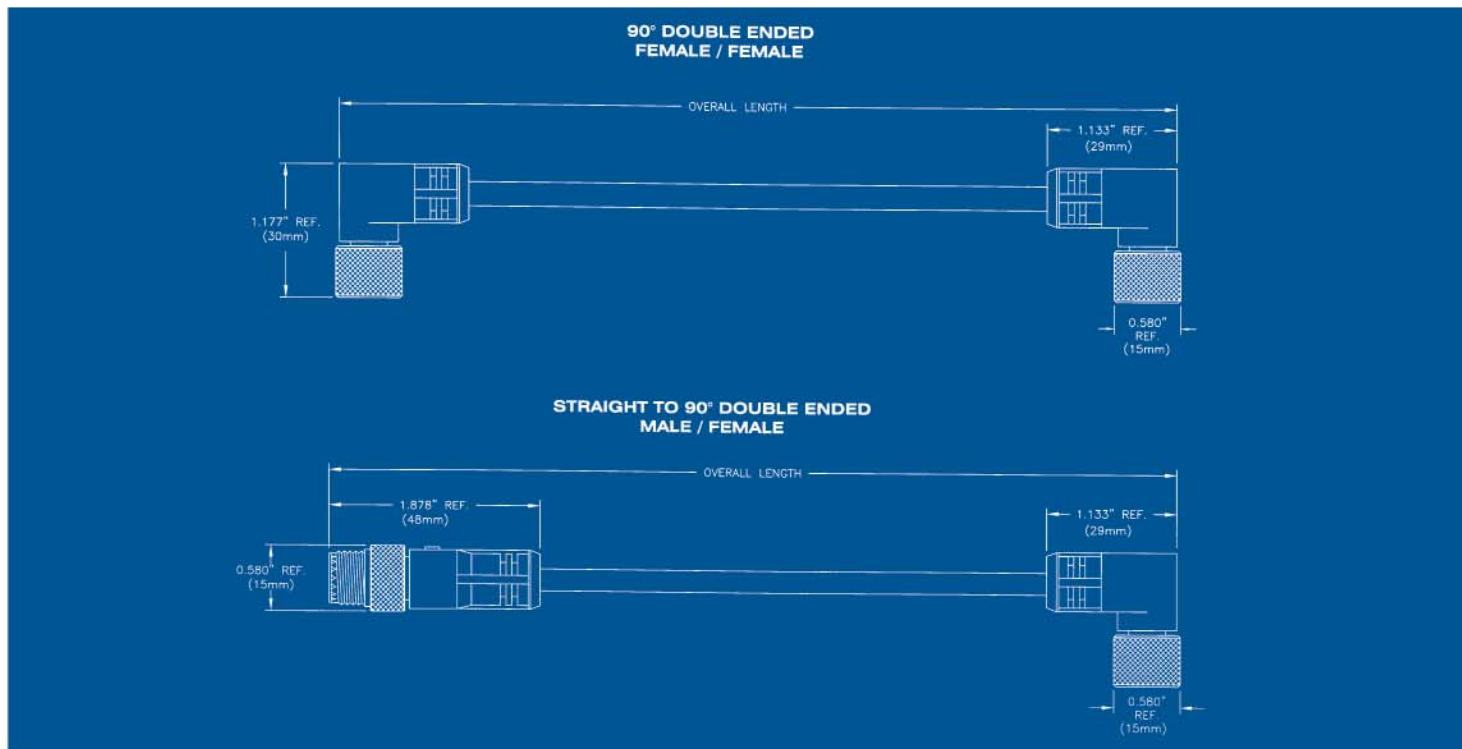 90° DOUBLE ENDED
FEMALE / FEMALE
OVERALL LENGTH
1.133" REF.
(29mm)
1.177" REF.
(30mm)
0.580"
REF.
(15mm)
STRAIGHT TO 90° DOUBLE ENDED
MALE / FEMALE
OVERALL LENGTH
1.878" REF.
(48mm)
1.133" REF.
(29mm)
0.580" REF.
(15mm)
0.580"
REF.
(15mm)